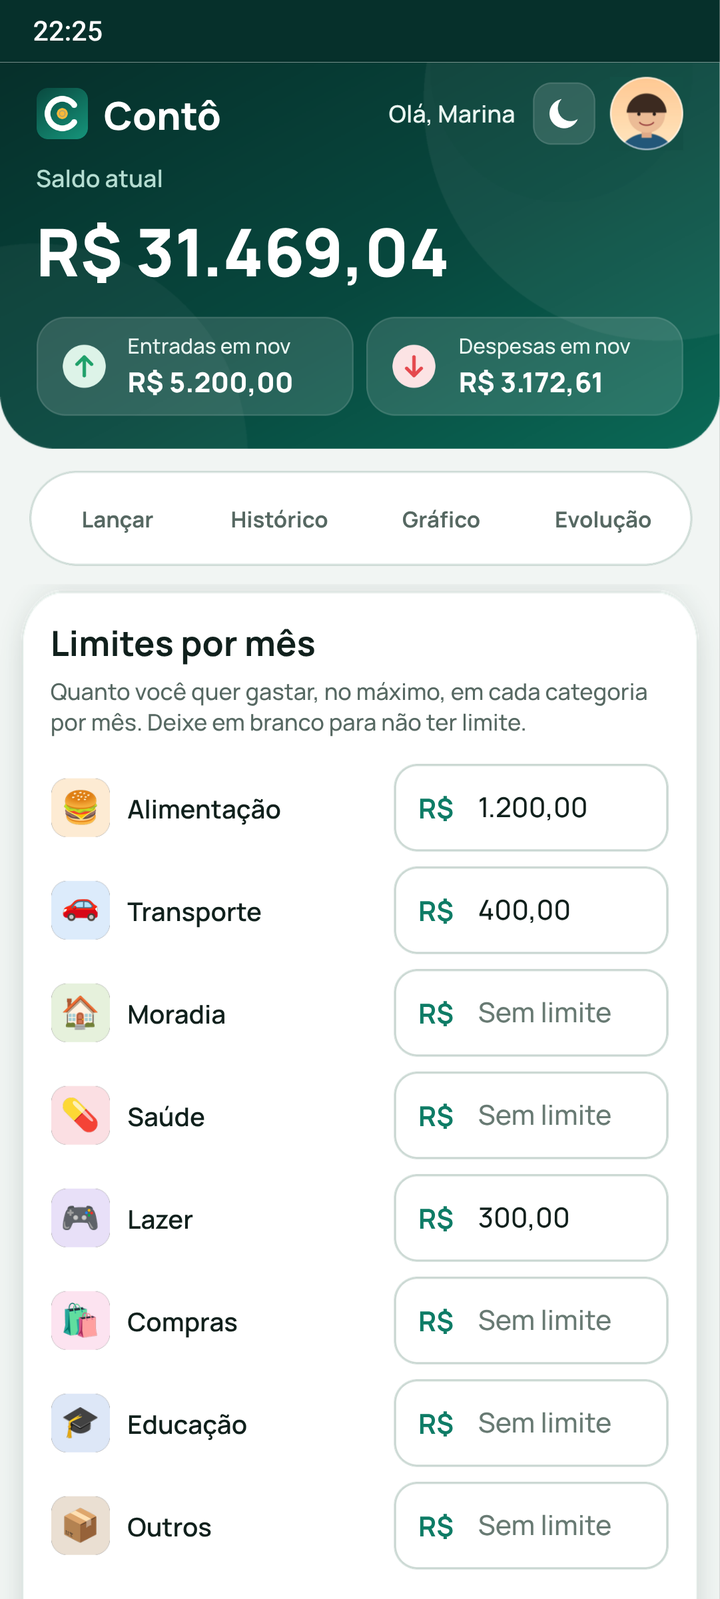 22:25
Contô
Olá, Marina
Saldo atual
R$ 31.469,04
Entradas em nov
R$ 5.200,00
Despesas em nov
R$ 3.172,61
Lançar Histórico Gráfico Evolução
Limites por mês
Quanto você quer gastar, no máximo, em cada categoria
por mês. Deixe em branco para não ter limite.
Alimentação R$ 1.200,00
Transporte R$ 400,00
Moradia R$ Sem limite
Saúde R$ Sem limite
Lazer R$ 300,00
Compras R$ Sem limite
Educação R$ Sem limite
Outros R$ Sem limite